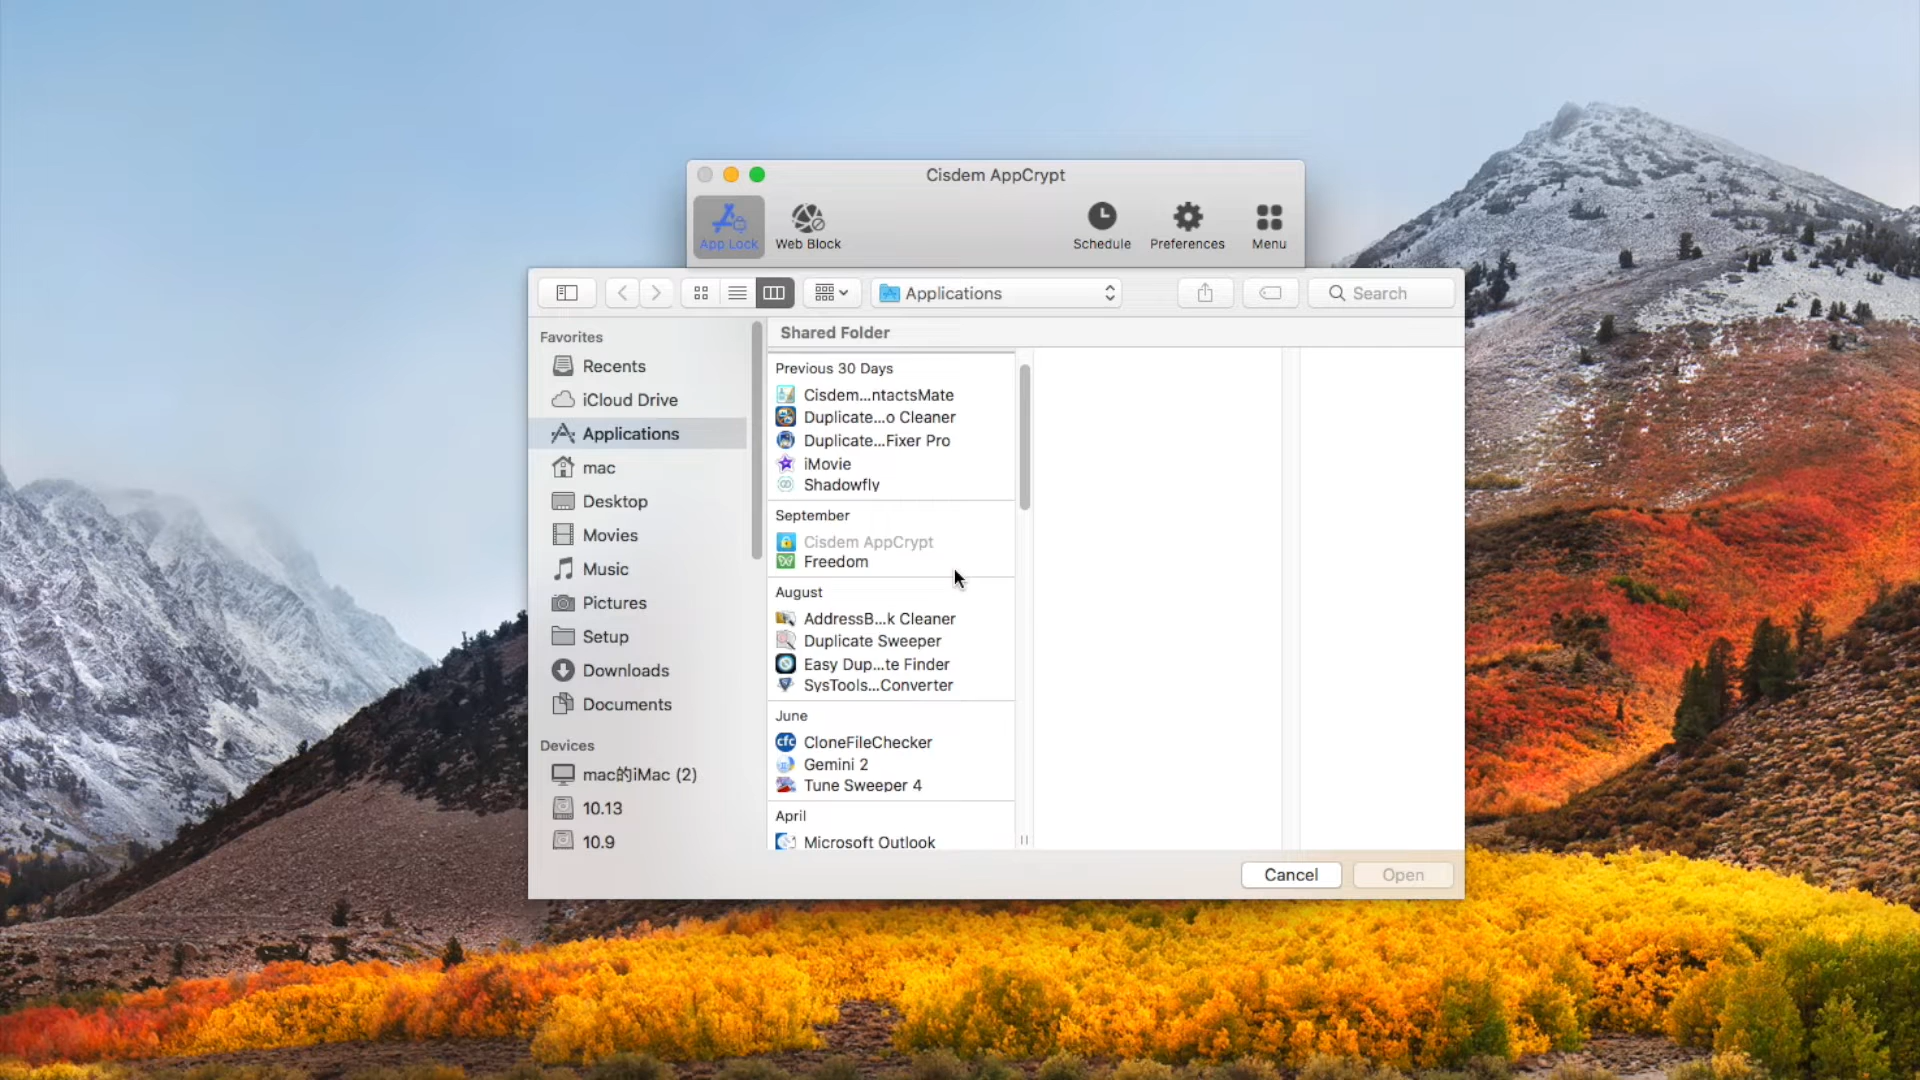 Cisdem AppCrypt
App Lock
Web Block
Schedule
Preferences
Menu
Applications
Search
Favorites
Recents
iCloud Drive
Applications
mac
Desktop
Movies
Music
Pictures
Setup
Downloads
Documents
Devices
mac的iMac (2)
10.13
10.9
Shared Folder
Previous 30 Days
Cisdem...ntactsMate
Duplicate...o Cleaner
Duplicate...Fixer Pro
iMovie
Shadowfly
September
Cisdem AppCrypt
Freedom
August
AddressB...k Cleaner
Duplicate Sweeper
Easy Dup...te Finder
SysTools...Converter
June
cfc CloneFileChecker
Gemini 2
Tune Sweeper 4
April
Microsoft Outlook
Cancel
Open